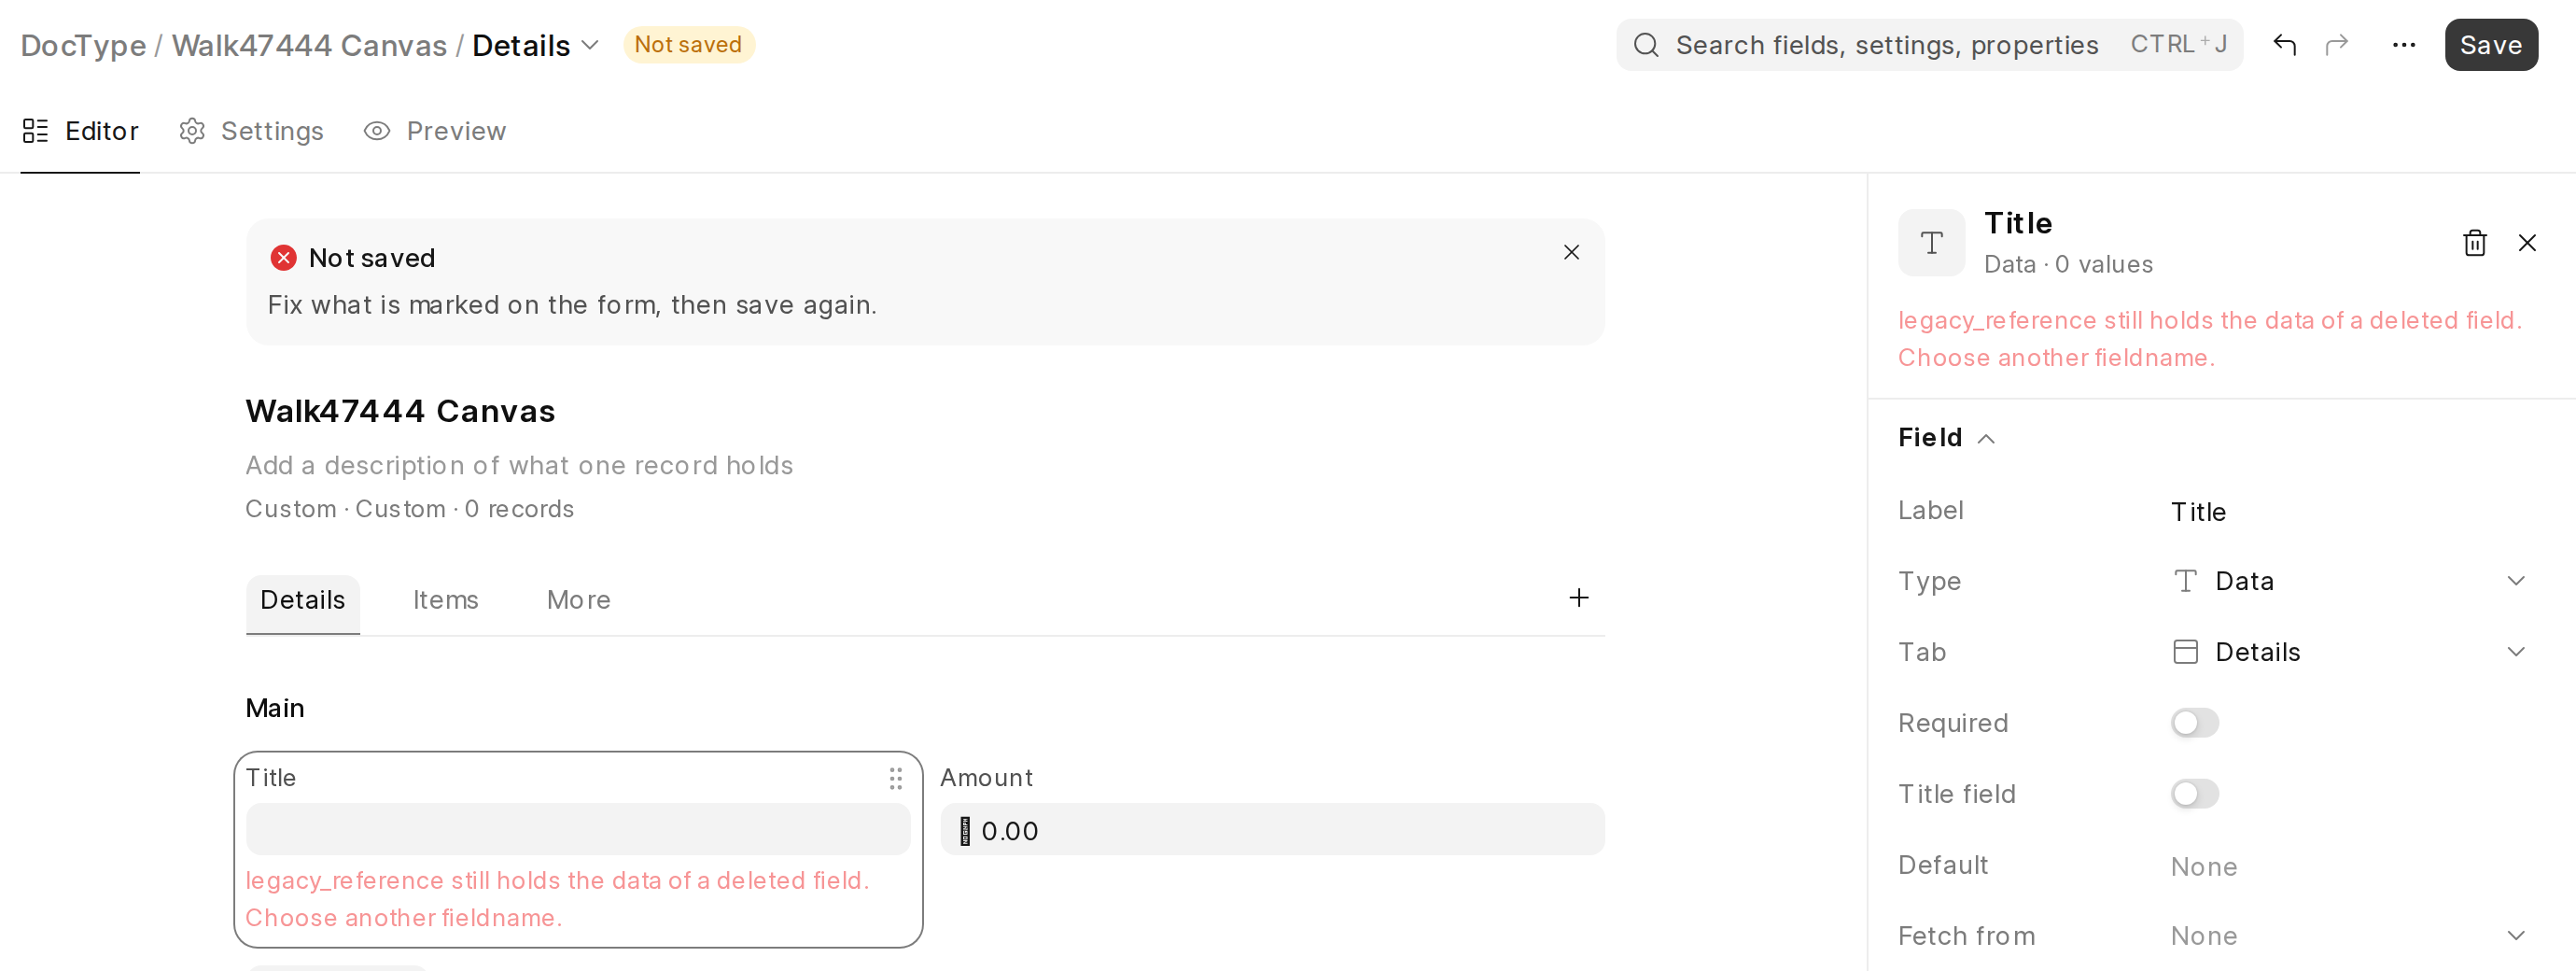 DocType / Walk47444 Canvas / Details
Not saved
Search fields, settings, properties CTRL+J
Save
Editor
Settings
Preview
Not saved
Fix what is marked on the form, then save again.
Walk47444 Canvas
Add a description of what one record holds
Custom · Custom · 0 records
Details
Items
More
Main
Title
legacy_reference still holds the data of a deleted field.
Choose another fieldname.
Amount
0.00
Title
Data · 0 values
legacy_reference still holds the data of a deleted field.
Choose another fieldname.
Field
Label Title
Type Data
Tab Details
Required
Title field
Default None
Fetch from None